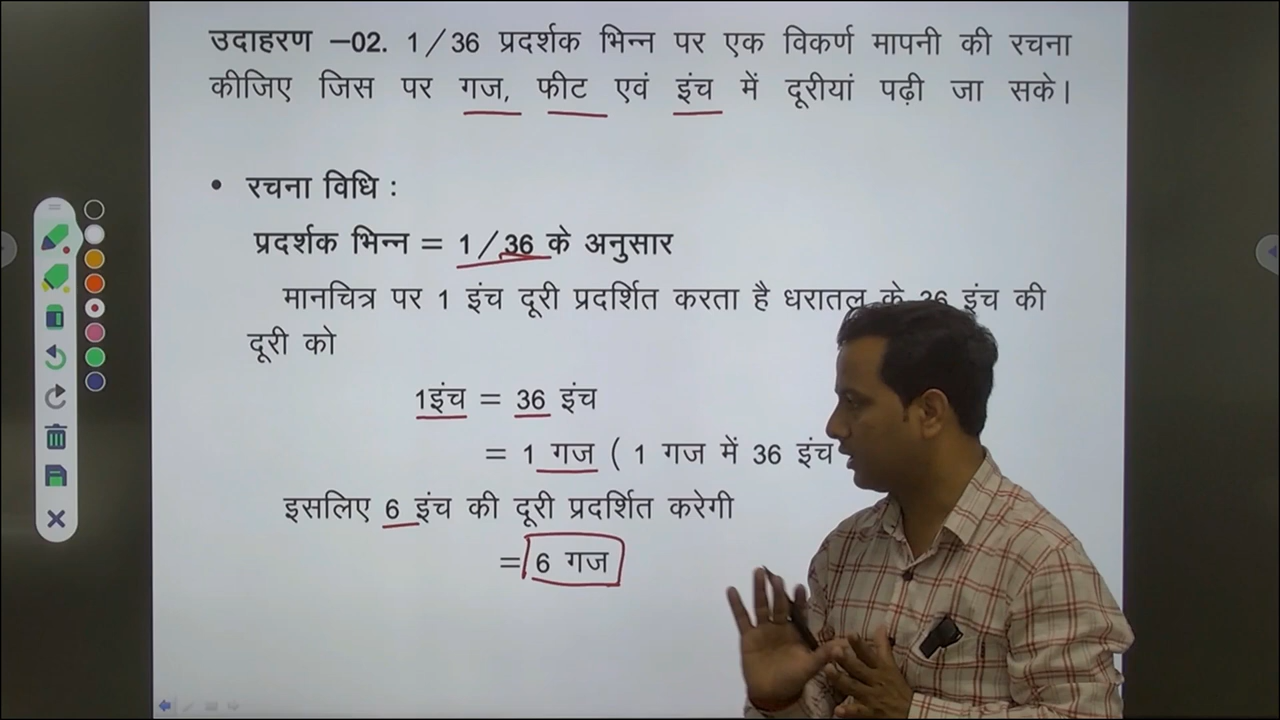 उदाहरण –02. 1/36 प्रदर्शक भिन्न पर एक विकर्ण मापनी की रचना
कीजिए जिस पर गज, फीट एवं इंच में दूरीयां पढ़ी जा सके।
• रचना विधि :
प्रदर्शक भिन्न = 1/36 के अनुसार
मानचित्र पर 1 इंच दूरी प्रदर्शित करता है धरातल के 36 इंच की
दूरी को
1इंच = 36 इंच
= 1 गज ( 1 गज में 36 इंच
इसलिए 6 इंच की दूरी प्रदर्शित करेगी
= 6 गज